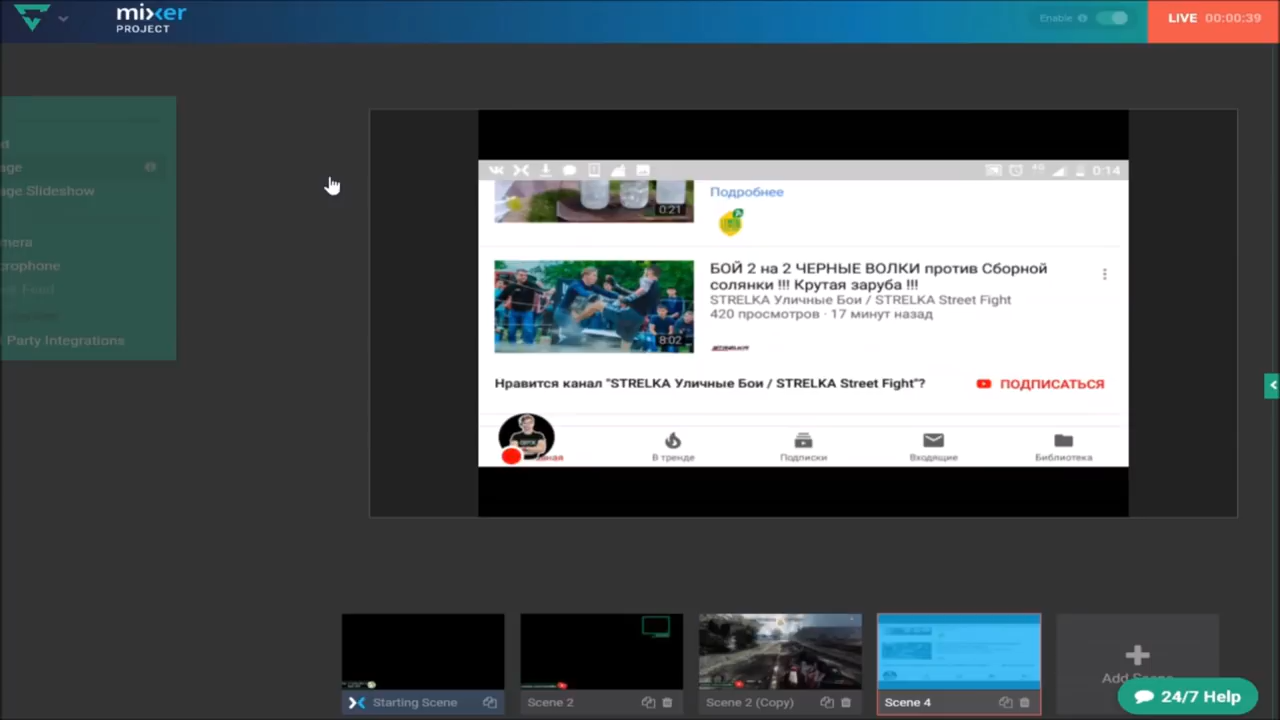 mixer
PROJECT
Enable
LIVE 00:00:39
age Slideshow
Party Integrations
4G 0:14
0:21
Подробнее
БОЙ 2 на 2 ЧЕРНЫЕ ВОЛКИ против Сборной
солянки !!! Крутая заруба !!!
STRELKA Уличные Бои / STRELKA Street Fight
420 просмотров · 17 минут назад
8:02
Нравится канал "STRELKA Уличные Бои / STRELKA Street Fight"?
ПОДПИСАТЬСЯ
В тренде
Подписки
Входящие
Библиотека
Starting Scene
Scene 2
Scene 2 (Copy)
Scene 4
Add Scene
24/7 Help